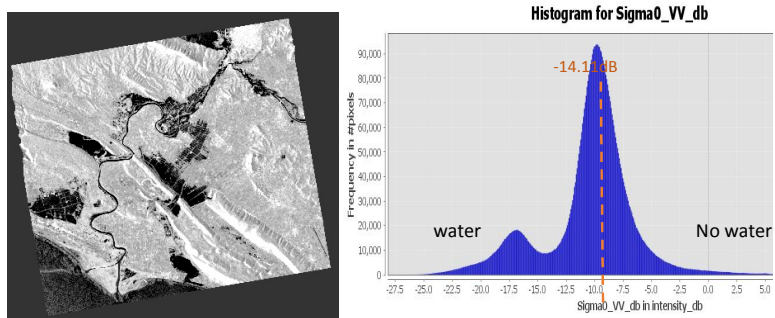 Histogram for Sigma0_VV_db
Frequency in #pixels
90,000
80,000
70,000
60,000
50,000
40,000
30,000
20,000
10,000
0
-14.11dB
water
No water
-27.5 -25.0 -22.5 -20.0 -17.5 -15.0 -12.5 -10.0 -7.5 -5.0 -2.5 0.0 2.5 5.0
Sigma0_VV_db in intensity_db